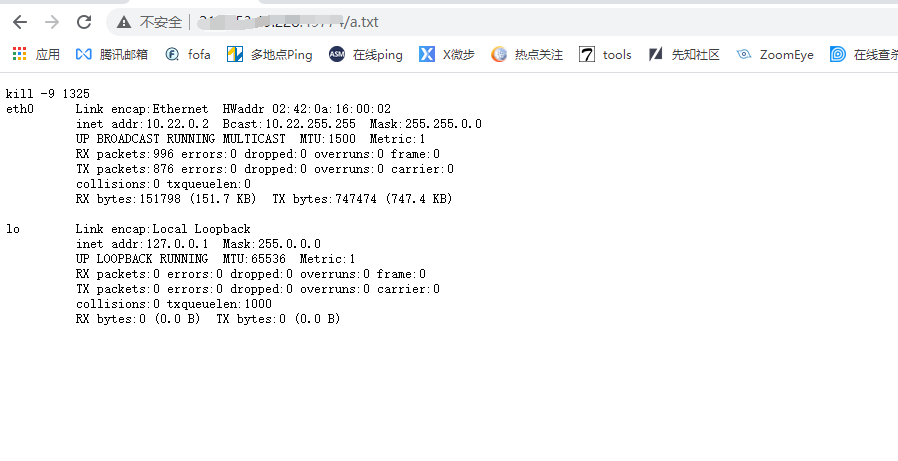 不安全 | /a.txt
应用 腾讯邮箱 fofa 多地点Ping ASM 在线ping X微步 热点关注 7 tools 先知社区 ZoomEye 在线查杀
kill -9 1325
eth0 Link encap:Ethernet HWaddr 02:42:0a:16:00:02
inet addr:10.22.0.2 Bcast:10.22.255.255 Mask:255.255.0.0
UP BROADCAST RUNNING MULTICAST MTU:1500 Metric:1
RX packets:996 errors:0 dropped:0 overruns:0 frame:0
TX packets:876 errors:0 dropped:0 overruns:0 carrier:0
collisions:0 txqueuelen:0
RX bytes:151798 (151.7 KB) TX bytes:747474 (747.4 KB)
lo Link encap:Local Loopback
inet addr:127.0.0.1 Mask:255.0.0.0
UP LOOPBACK RUNNING MTU:65536 Metric:1
RX packets:0 errors:0 dropped:0 overruns:0 frame:0
TX packets:0 errors:0 dropped:0 overruns:0 carrier:0
collisions:0 txqueuelen:1000
RX bytes:0 (0.0 B) TX bytes:0 (0.0 B)